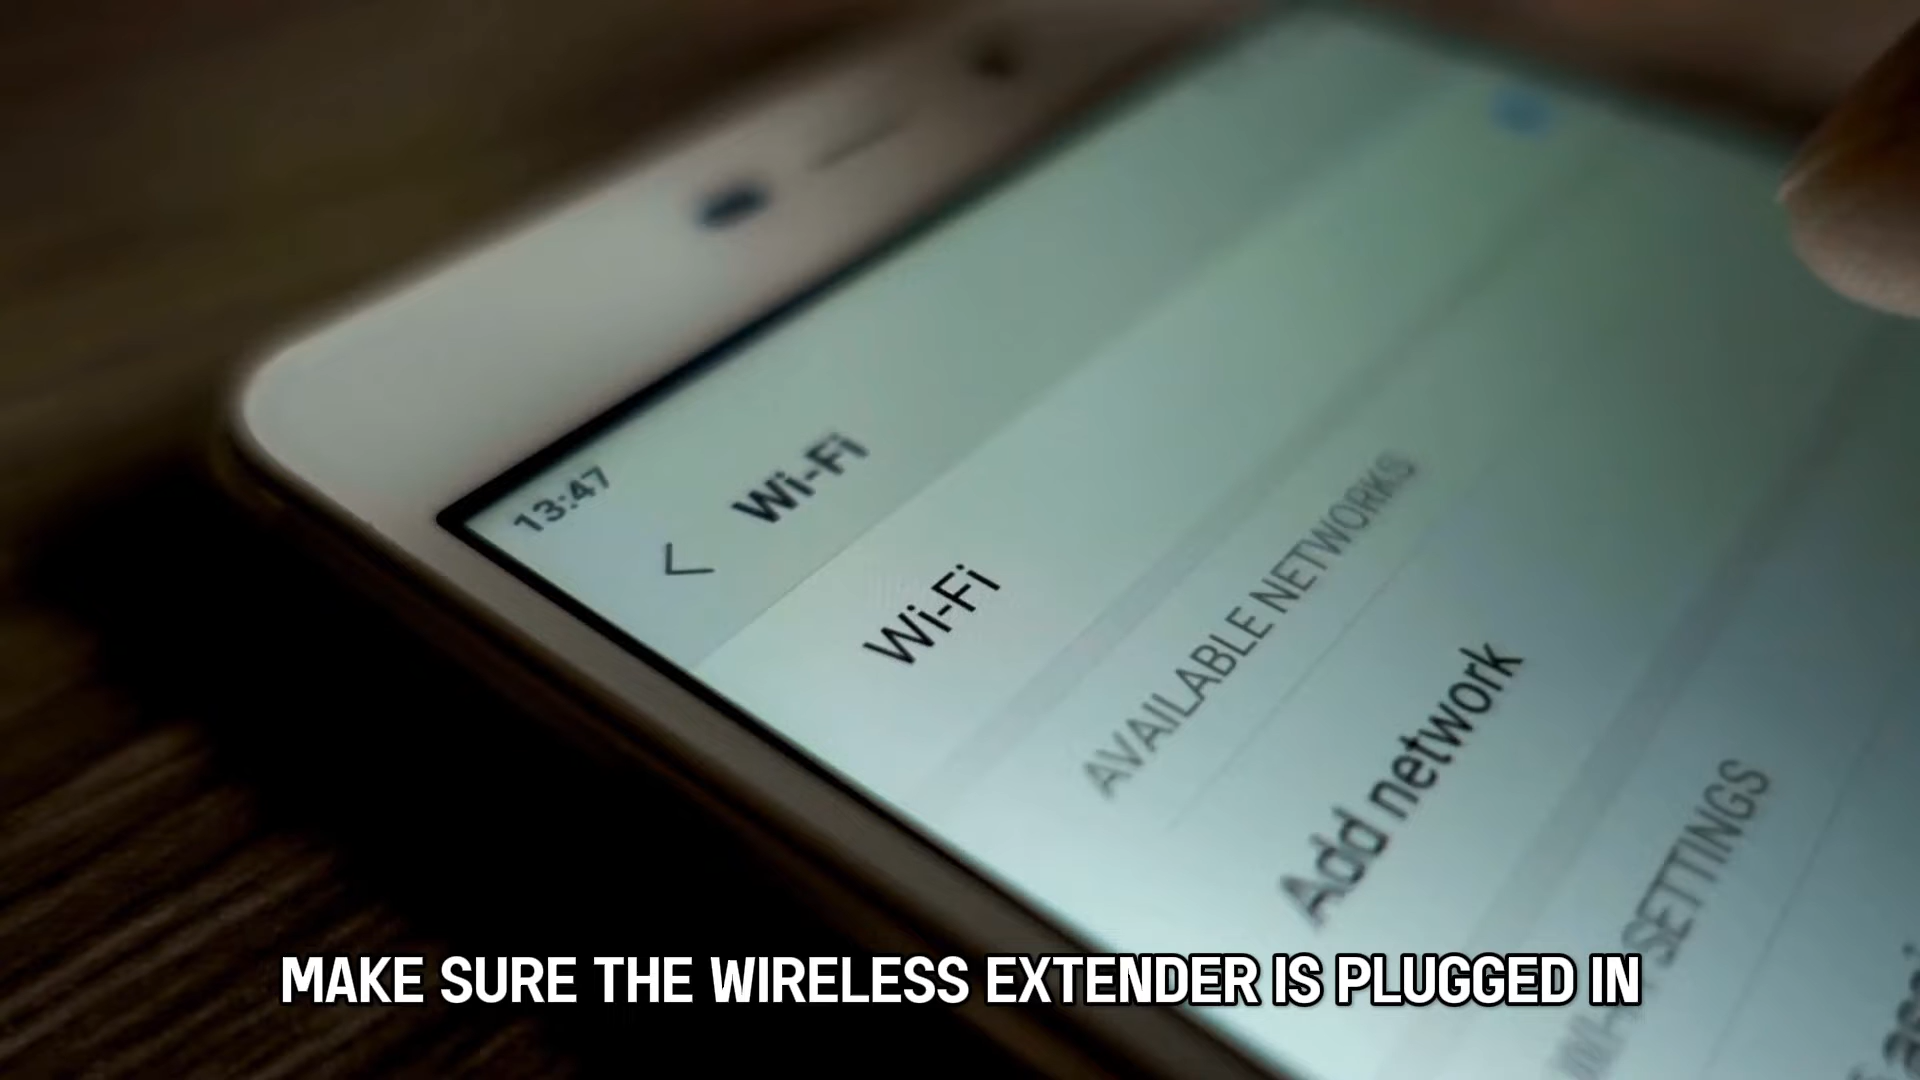 13:47
Wi-Fi
Wi-Fi
AVAILABLE NETWORKS
Add network
SETTINGS
MAKE SURE THE WIRELESS EXTENDER IS PLUGGED IN